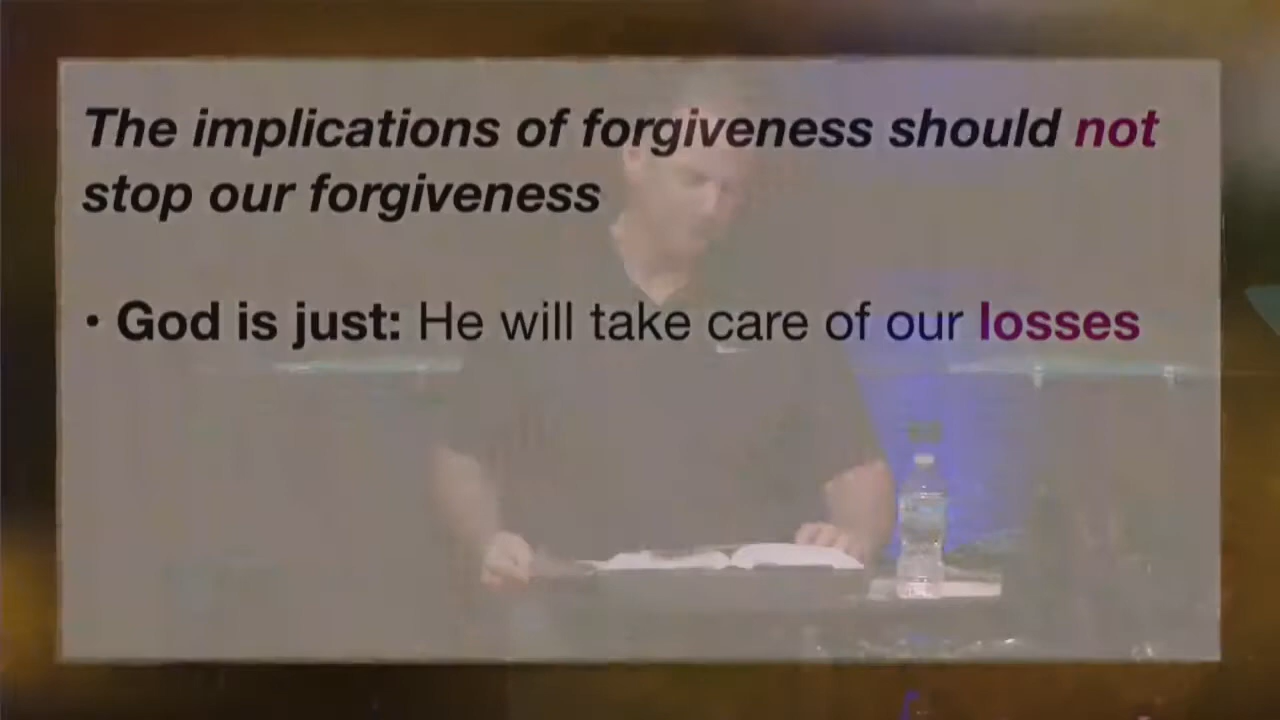 The implications of forgiveness should not
stop our forgiveness
• God is just: He will take care of our losses